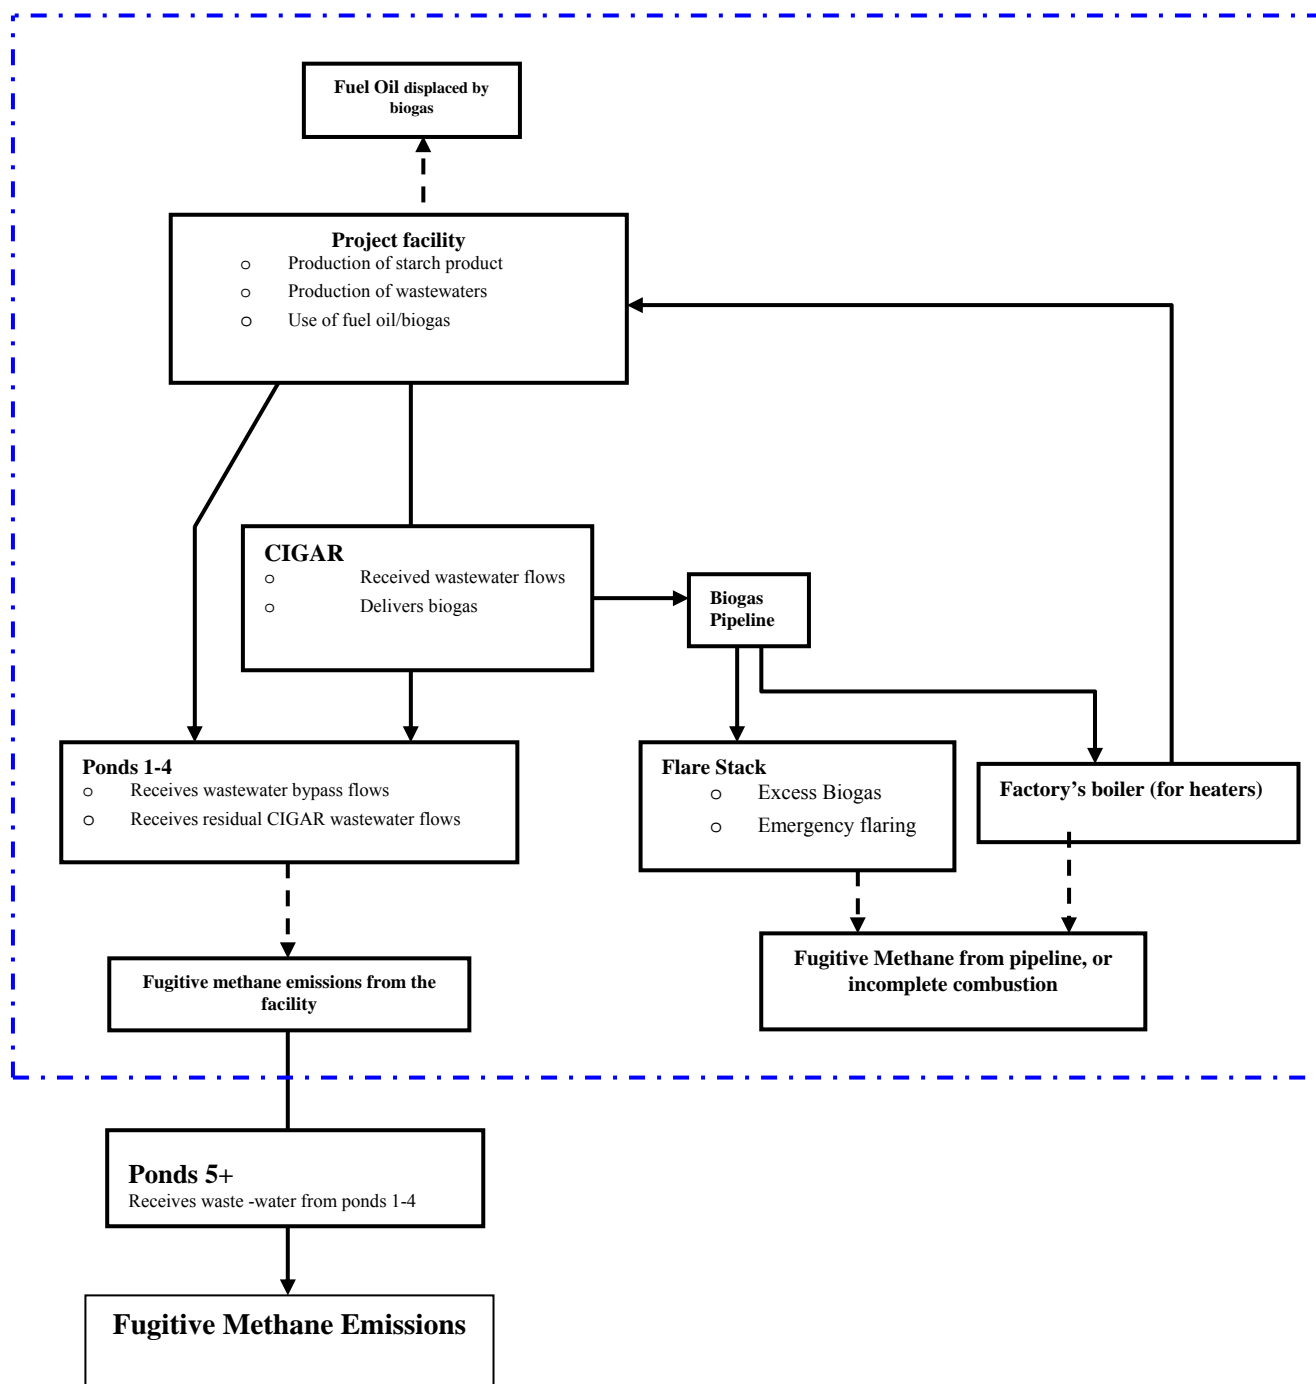 Fuel Oil displaced by
biogas
Project facility
o Production of starch product
o Production of wastewaters
o Use of fuel oil/biogas
CIGAR
o Received wastewater flows
o Delivers biogas
Biogas
Pipeline
Ponds 1-4
o Receives wastewater bypass flows
o Receives residual CIGAR wastewater flows
Flare Stack
o Excess Biogas
o Emergency flaring
Factory’s boiler (for heaters)
Fugitive methane emissions from the
facility
Fugitive Methane from pipeline, or
incomplete combustion
Ponds 5+
Receives waste -water from ponds 1-4
Fugitive Methane Emissions